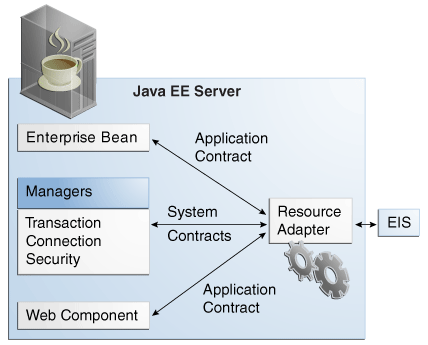 Java EE Server
Enterprise Bean
Application
Contract
Managers
Transaction
Connection
Security
System
Contracts
Resource
Adapter
EIS
Application
Contract
Web Component